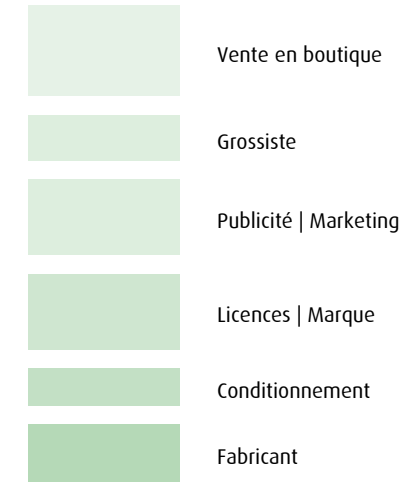 Vente en boutique
Grossiste
Publicité | Marketing
Licences | Marque
Conditionnement
Fabricant